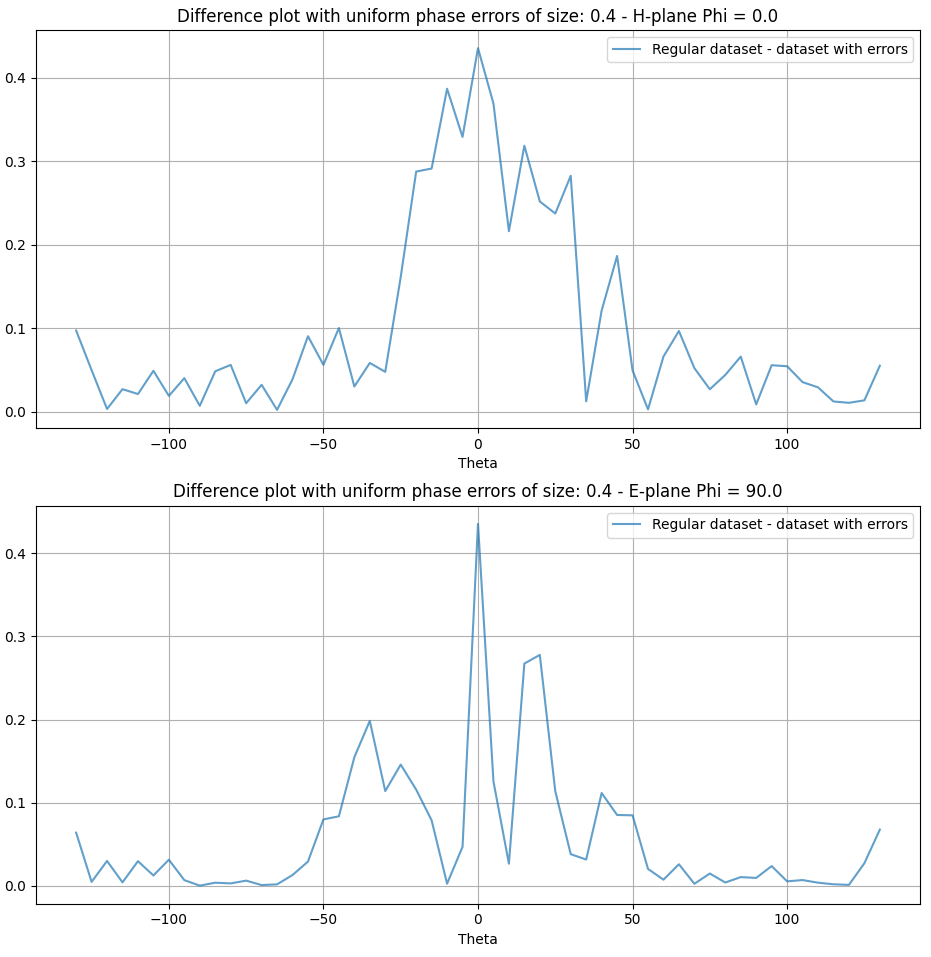 Difference plot with uniform phase errors of size: 0.4 - H-plane Phi = 0.0
Regular dataset - dataset with errors
0.4
0.3
0.2
0.1
0.0
−100 −50 0 50 100
Theta
Difference plot with uniform phase errors of size: 0.4 - E-plane Phi = 90.0
Regular dataset - dataset with errors
0.4
0.3
0.2
0.1
0.0
−100 −50 0 50 100
Theta